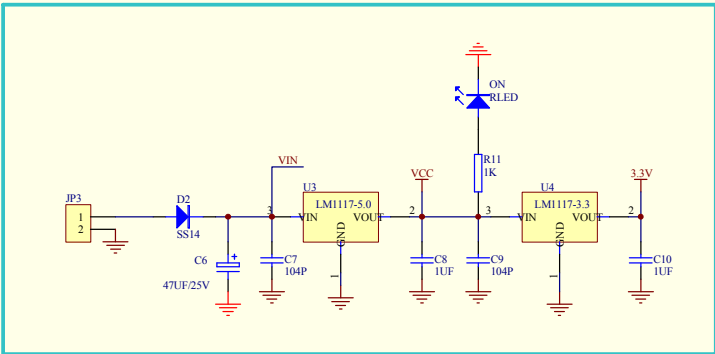 ON
RLED
VIN
R11
1K
VCC
3.3V
JP3
1
2
D2
SS14
U3
LM1117-5.0
3
VIN
VOUT
2
GND
1
U4
LM1117-3.3
3
VIN
VOUT
2
GND
1
C6
+
47UF/25V
C7
104P
C8
1UF
C9
104P
C10
1UF